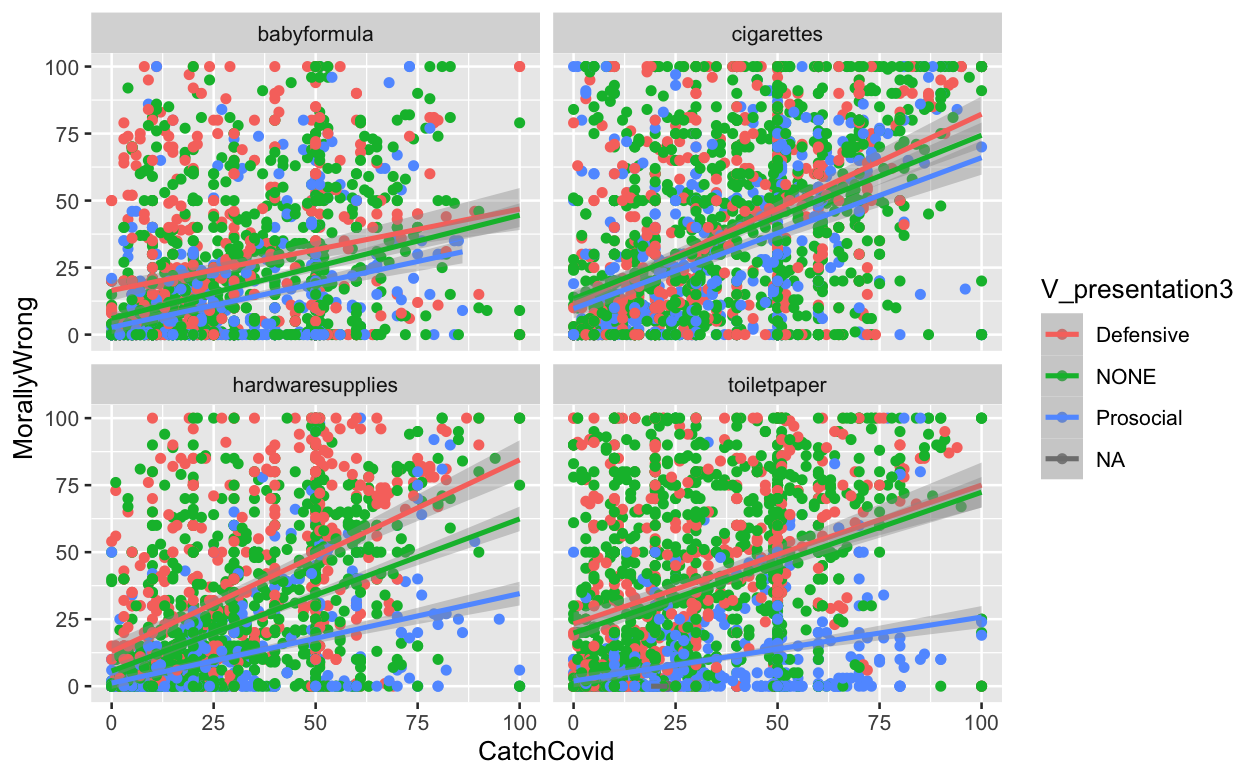 babyformula
cigarettes
100
75
50
25
0
hardwaresupplies
toiletpaper
100
75
50
25
0
0
25
50
75
100
0
25
50
75
100
CatchCovid
MorallyWrong
V_presentation3
Defensive
NONE
Prosocial
NA